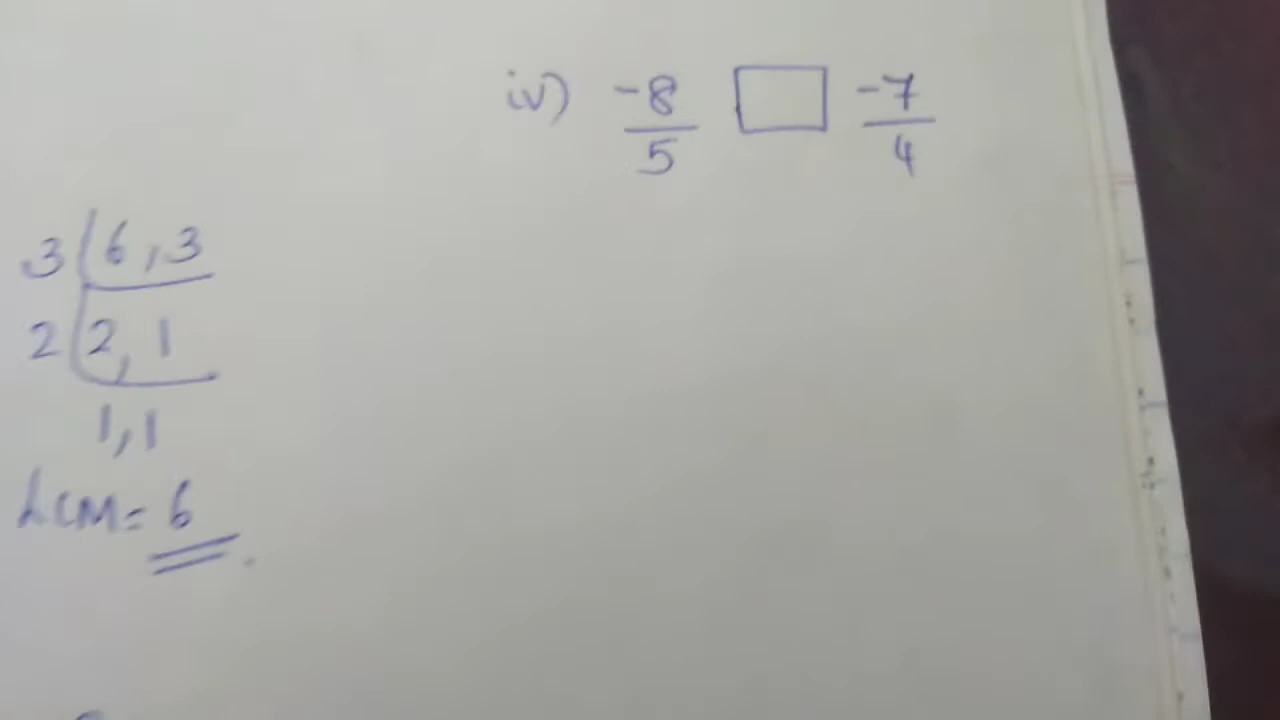 iv) -8/5 □ -7/4
3 | 6, 3
2 | 2, 1
1, 1
LCM = 6